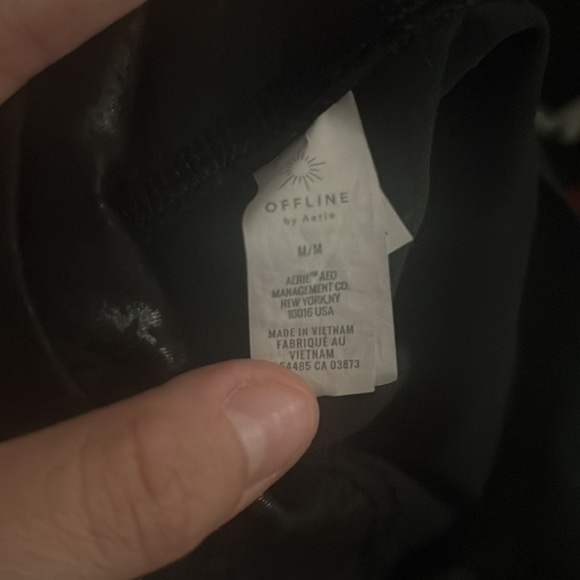 OFFLINE
by Aerie
M/M
AERIE™ AEO
MANAGEMENT CO.
NEW YORK,NY
10016 USA
MADE IN VIETNAM
FABRIQUÉ AU
VIETNAM
54485 CA 03873